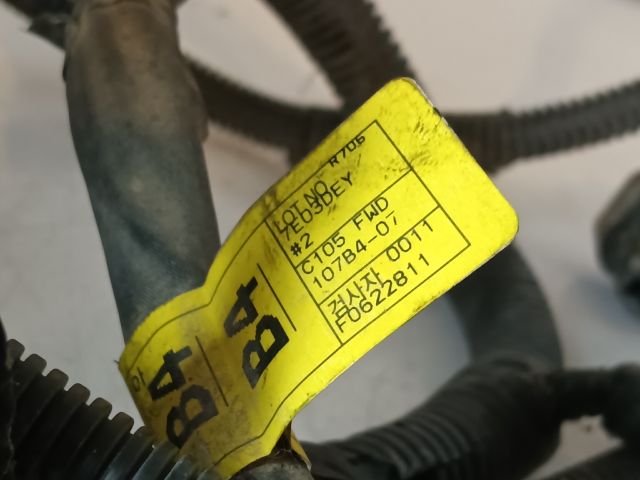 LOT NO R706
7E03DEY
#2
C105 FWD
107B4-07
검사자 0011
F0622811
B4
B4